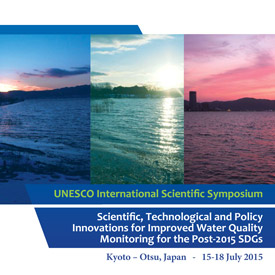 UNESCO International Scientific Symposium
Scientific, Technological and Policy
Innovations for Improved Water Quality
Monitoring for the Post-2015 SDGs
Kyoto – Otsu, Japan - 15-18 July 2015